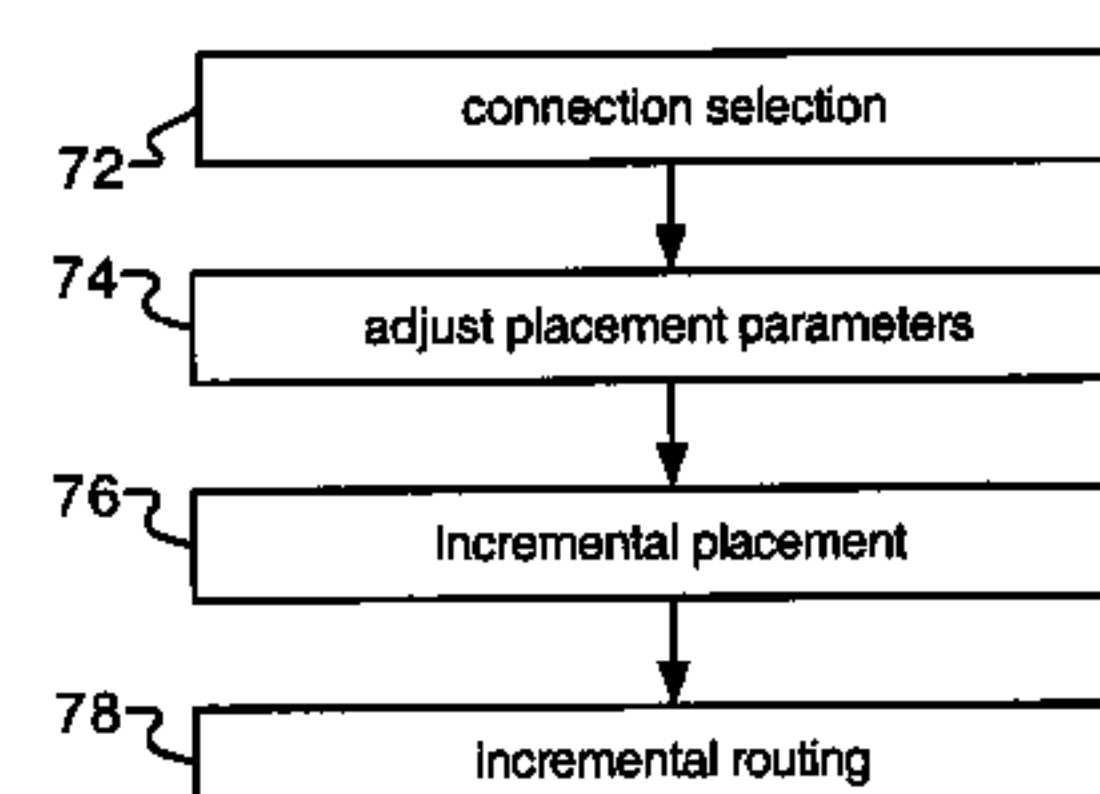 connection selection
72
74
adjust placement parameters
76
incremental placement
78
incremental routing